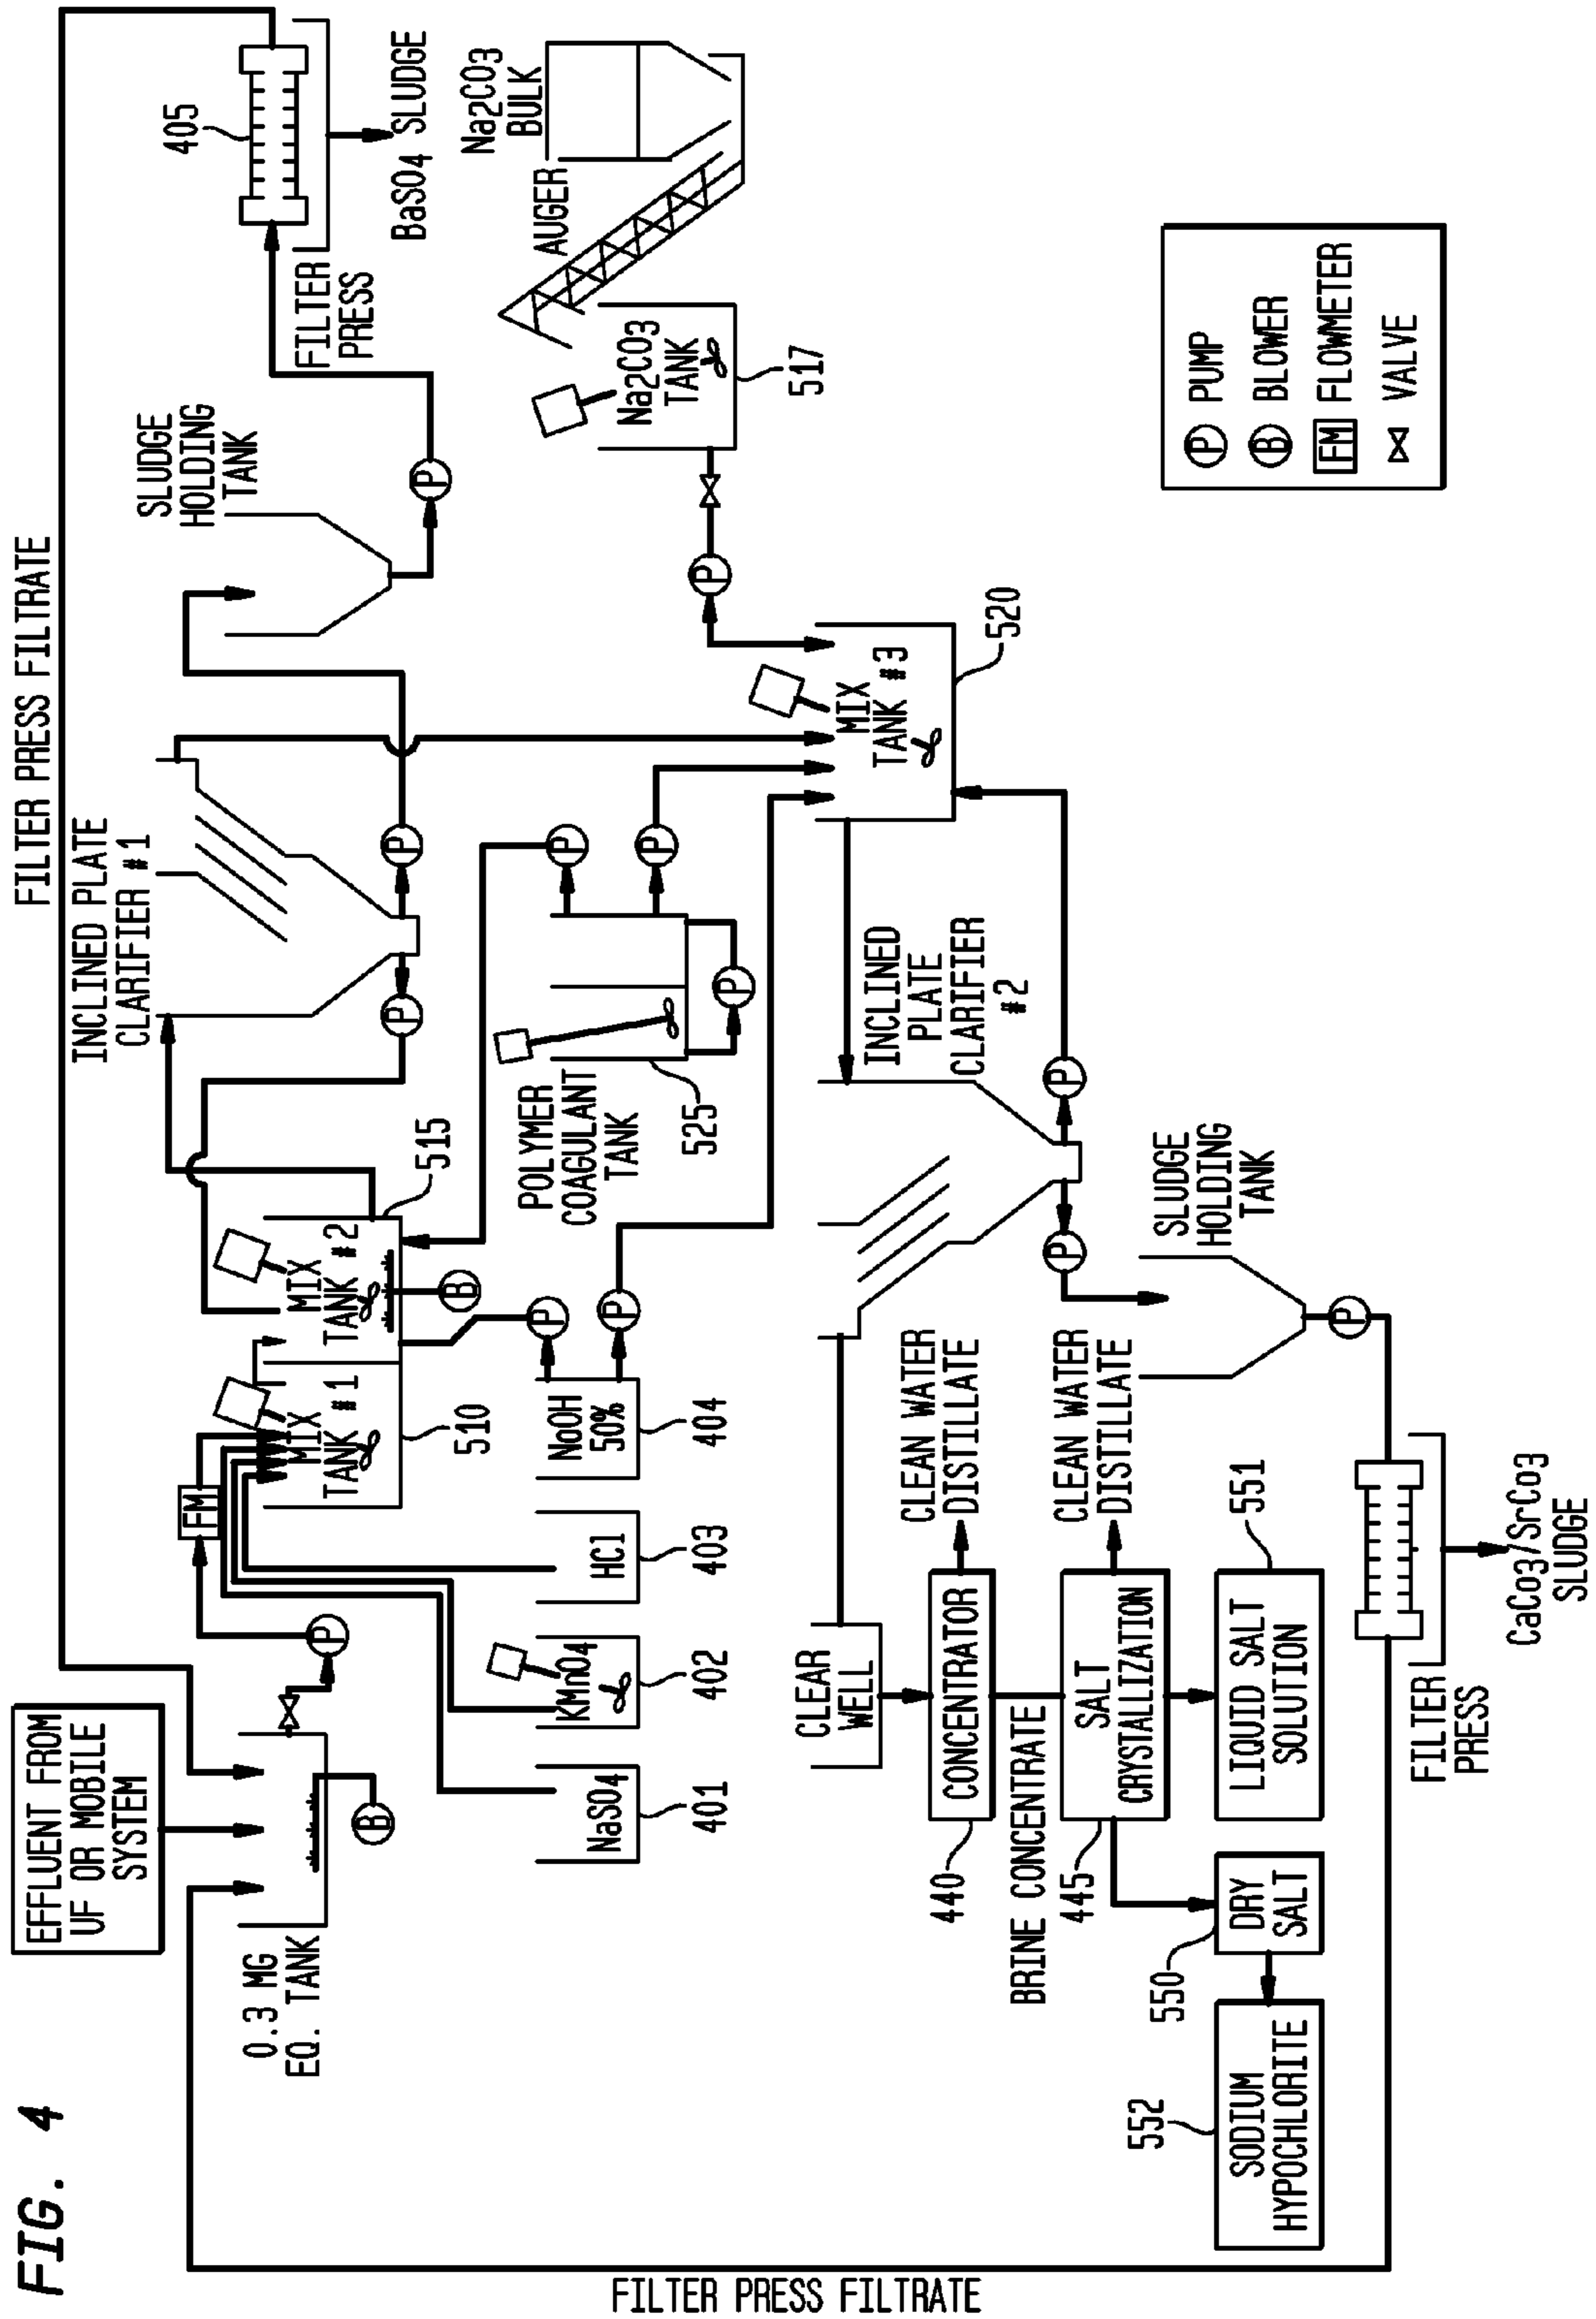 FIG. 4
EFFLUENT FROM
UF OR MOBILE
SYSTEM
0.3 MG
EQ. TANK
B
P
FM
FILTER PRESS FILTRATE
MIX
TANK #1
510
MIX
TANK #2
515
B
INCLINED PLATE
CLARIFIER #1
P
P
SLUDGE
HOLDING
TANK
P
405
FILTER
PRESS
BaSO4 SLUDGE
NaSO4
401
KMnO4
402
HCl
403
NoOH
50%
404
P
P
POLYMER
COAGULANT
TANK
525
P
P
P
AUGER
Na2CO3
BULK
Na2CO3
TANK
517
P
MIX
TANK #3
520
INCLINED
PLATE
CLARIFIER
#2
P
P
SLUDGE
HOLDING
TANK
P
CLEAR
WELL
CONCENTRATOR
440
CLEAN WATER
DISTILLATE
BRINE CONCENTRATE
SALT
CRYSTALIZATION
445
CLEAN WATER
DISTILLATE
LIQUID SALT
SOLUTION
551
DRY
SALT
550
SODIUM
HYPOCHLORITE
552
FILTER
PRESS
CaCo3/SrCo3
SLUDGE
FILTER PRESS FILTRATE
P PUMP
B BLOWER
FM FLOWMETER
VALVE